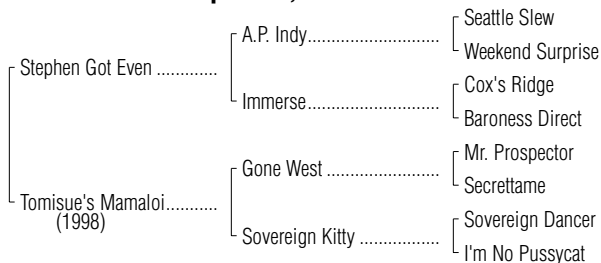 Seattle Slew
A.P. Indy
Weekend Surprise
Stephen Got Even
Cox's Ridge
Immerse
Baroness Direct
Mr. Prospector
Gone West
Secrettame
Tomisue's Mamaloi
(1998)
Sovereign Dancer
Sovereign Kitty
I'm No Pussycat